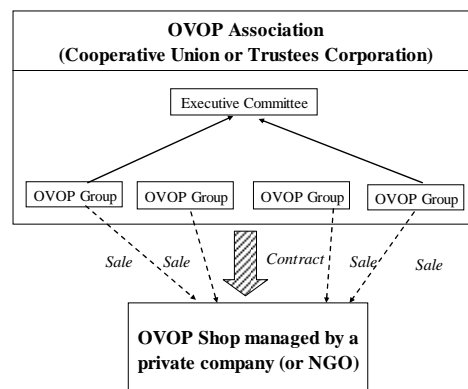 OVOP Association
(Cooperative Union or Trustees Corporation)
Executive Committee
OVOP Group
OVOP Group
OVOP Group
OVOP Group
Sale
Sale
Contract
Sale
Sale
OVOP Shop managed by a
private company (or NGO)